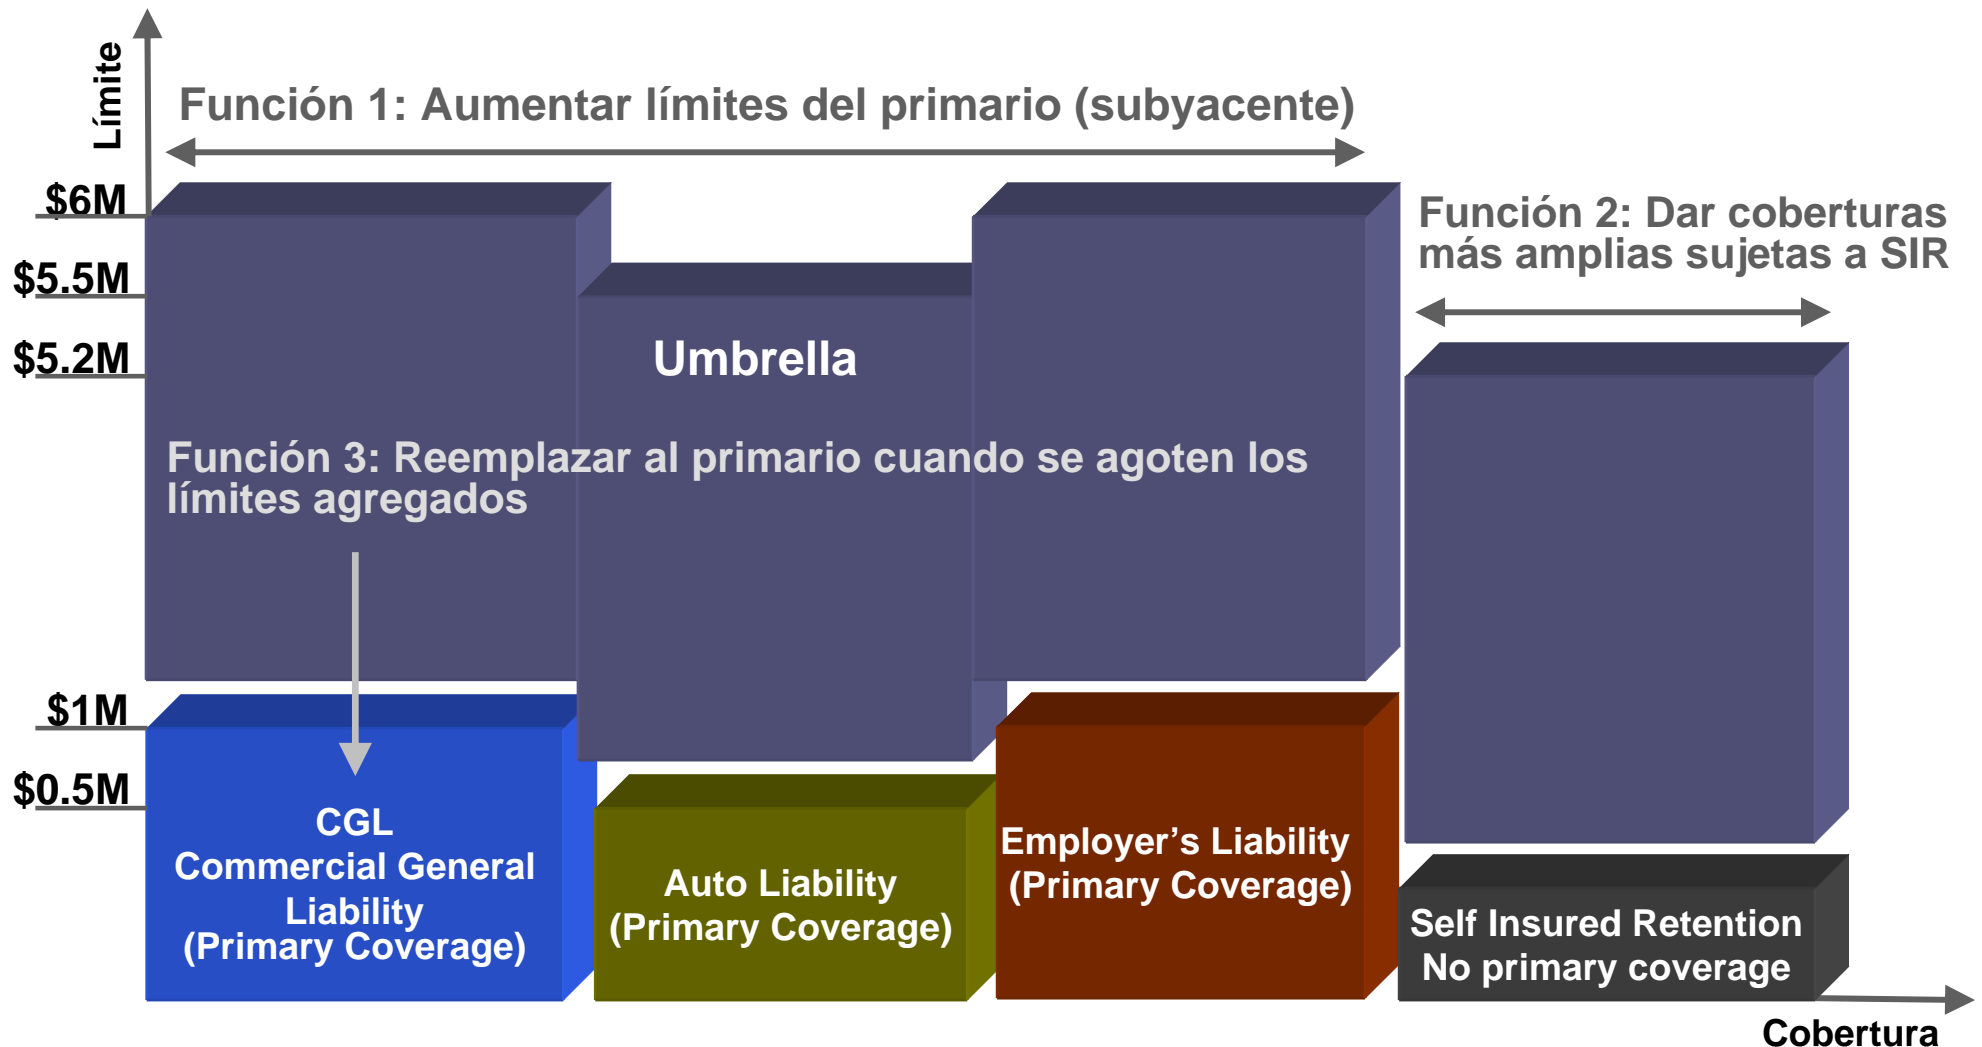 Límite
Función 1: Aumentar límites del primario (subyacente)
$6M
Función 2: Dar coberturas
más amplias sujetas a SIR
$5.5M
$5.2M
Umbrella
Función 3: Reemplazar al primario cuando se agoten los
límites agregados
$1M
$0.5M
CGL
Commercial General
Liability
(Primary Coverage)
Auto Liability
(Primary Coverage)
Employer’s Liability
(Primary Coverage)
Self Insured Retention
No primary coverage
Cobertura